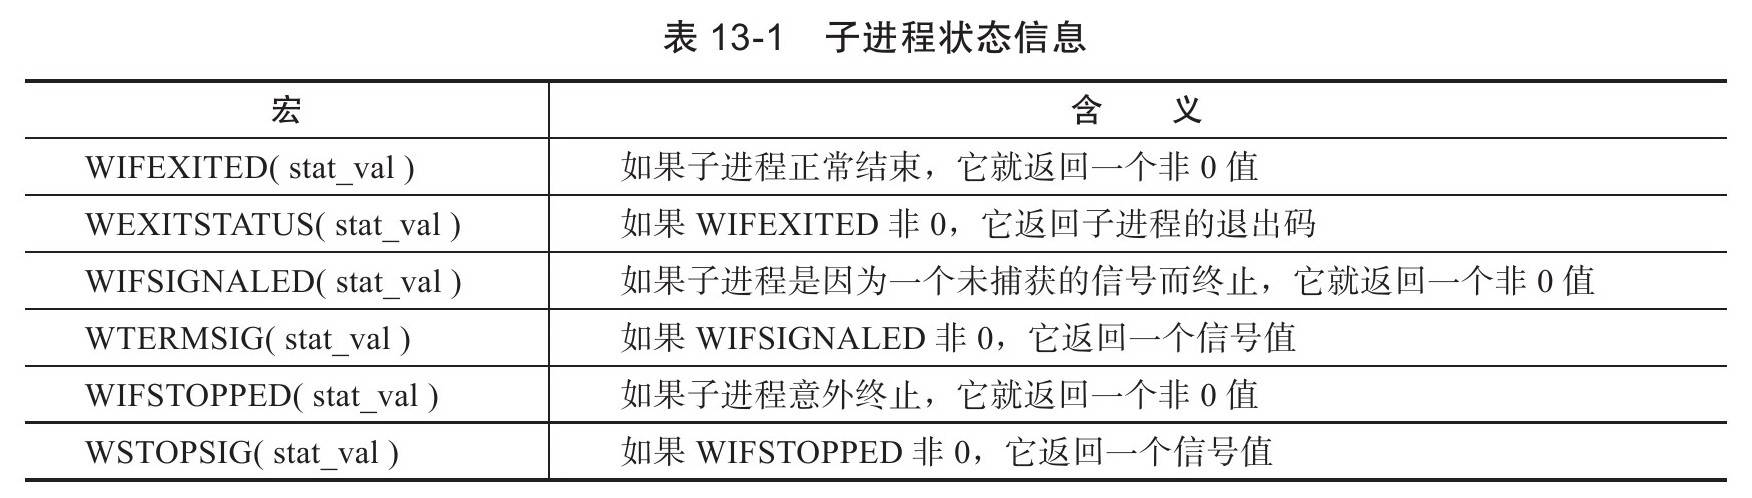 表 13-1 子进程状态信息
宏 含 义
WIFEXITED( stat_val ) 如果子进程正常结束，它就返回一个非 0 值
WEXITSTATUS( stat_val ) 如果 WIFEXITED 非 0，它返回子进程的退出码
WIFSIGNALED( stat_val ) 如果子进程是因为一个未捕获的信号而终止，它就返回一个非 0 值
WTERMSIG( stat_val ) 如果 WIFSIGNALED 非 0，它返回一个信号值
WIFSTOPPED( stat_val ) 如果子进程意外终止，它就返回一个非 0 值
WSTOPSIG( stat_val ) 如果 WIFSTOPPED 非 0，它返回一个信号值